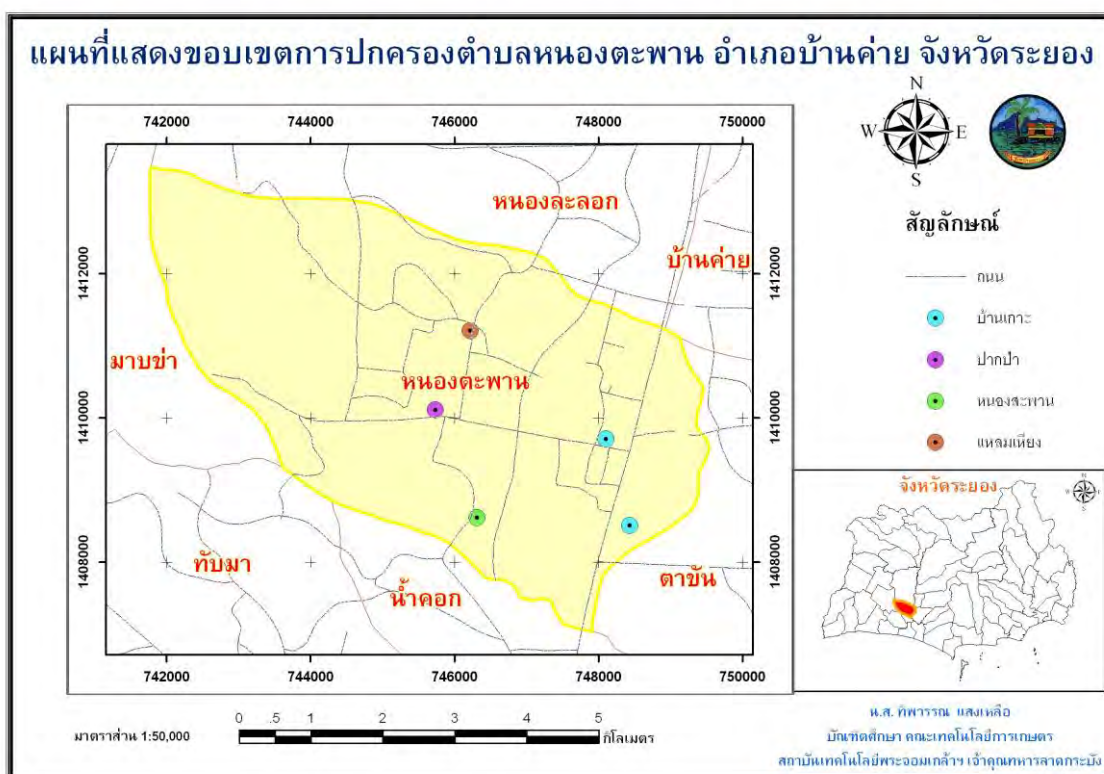 แผนที่แสดงขอบเขตการปกครองตำบลหนองตะพาน อำเภอบ้านค่าย จังหวัดระยอง
N
W E
S
742000 744000 746000 748000 750000
หนองละลอก
บ้านค่าย
1412000 1412000
มาบข่า
หนองตะพาน
1410000 1410000
1408000 1408000
ทับมา
น้ำคอก
ตาขัน
742000 744000 746000 748000 750000
สัญลักษณ์
ถนน
บ้านเกาะ
ปากป่า
หนองสะพาน
แหลมเหียง
จังหวัดระยอง
มาตราส่วน 1:50,000
0 .5 1 2 3 4 5
กิโลเมตร
น.ส. ทิพวรรณ แสงเหลือ
บัณฑิตศึกษา คณะเทคโนโลยีการเกษตร
สถาบันเทคโนโลยีพระจอมเกล้าฯ เจ้าคุณทหารลาดกระบัง